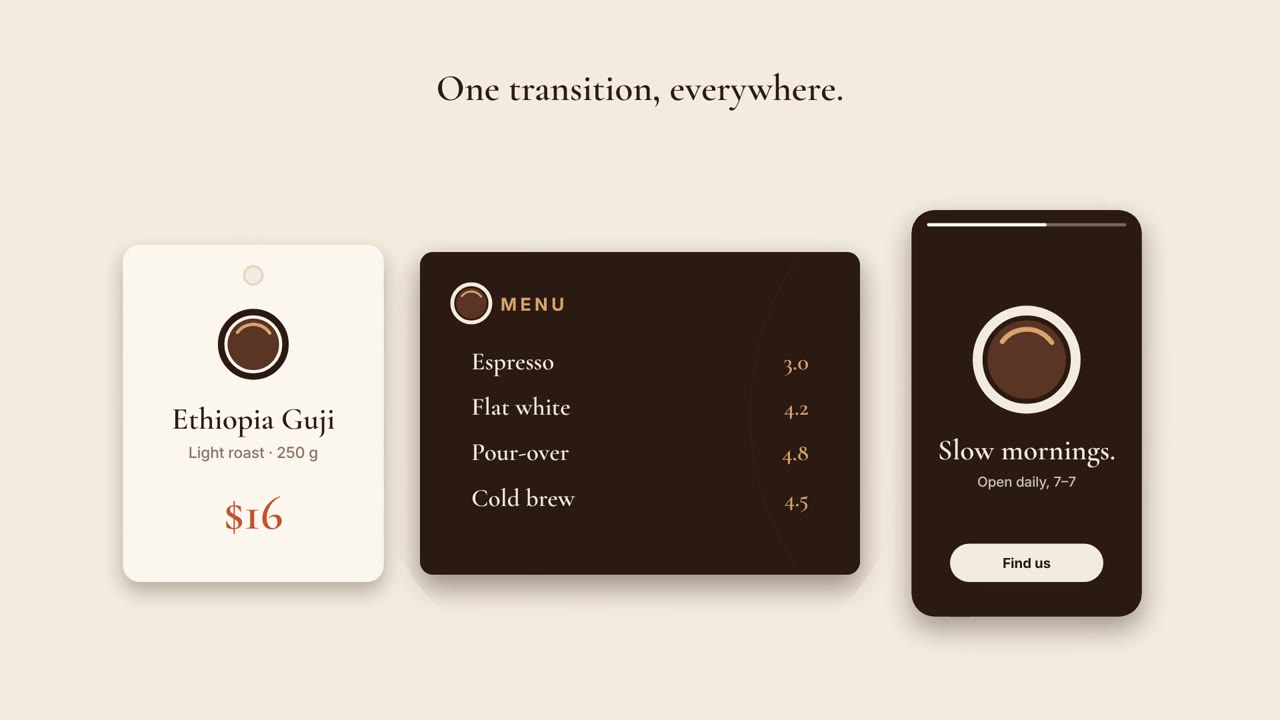 One transition, everywhere.
Ethiopia Guji
Light roast · 250 g
$16
MENU
Espresso 3.0
Flat white 4.2
Pour-over 4.8
Cold brew 4.5
Slow mornings.
Open daily, 7–7
Find us